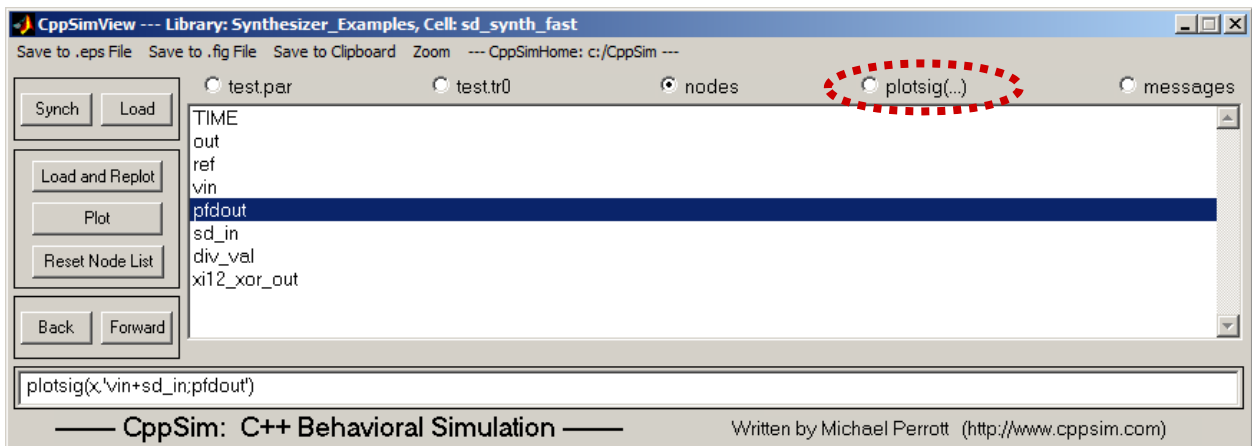 CppSimView --- Library: Synthesizer_Examples, Cell: sd_synth_fast
Save to .eps File Save to .fig File Save to Clipboard Zoom --- CppSimHome: c:/CppSim ---
test.par test.tr0 nodes plotsig(...) messages
Synch Load
TIME
out
ref
vin
pfdout
sd_in
div_val
xi12_xor_out
Load and Replot
Plot
Reset Node List
Back Forward
plotsig(x,'vin+sd_in;pfdout')
CppSim: C++ Behavioral Simulation
Written by Michael Perrott (http://www.cppsim.com)